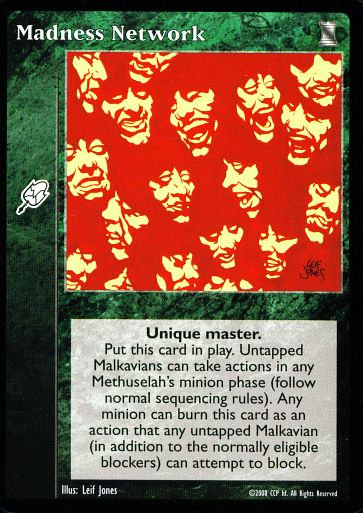 Madness Network
LEIF
JONES
Unique master.
Put this card in play. Untapped
Malkavians can take actions in any
Methuselah's minion phase (follow
normal sequencing rules). Any
minion can burn this card as an
action that any untapped Malkavian
(in addition to the normally eligible
blockers) can attempt to block.
Illus: Leif Jones ©2008 CCP hf. All Rights Reserved